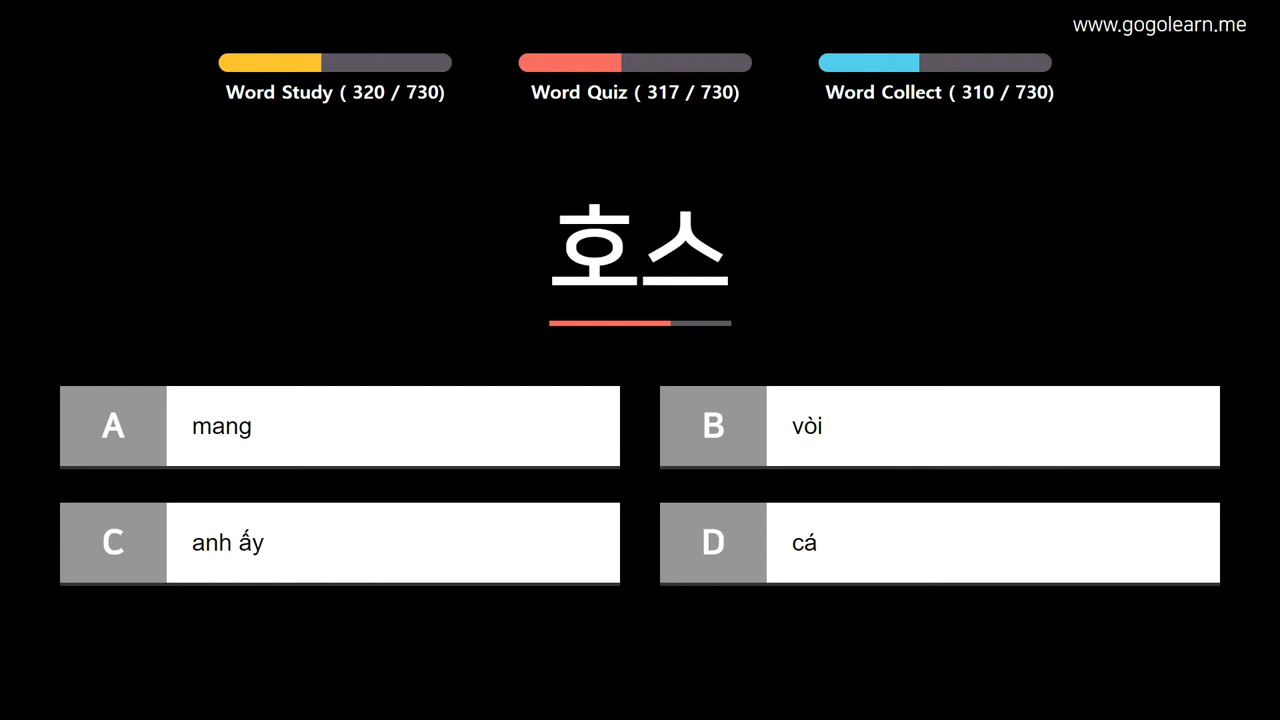 www.gogolearn.me
Word Study ( 320 / 730)
Word Quiz ( 317 / 730)
Word Collect ( 310 / 730)
호스
A mang
B vòi
C anh ấy
D cá